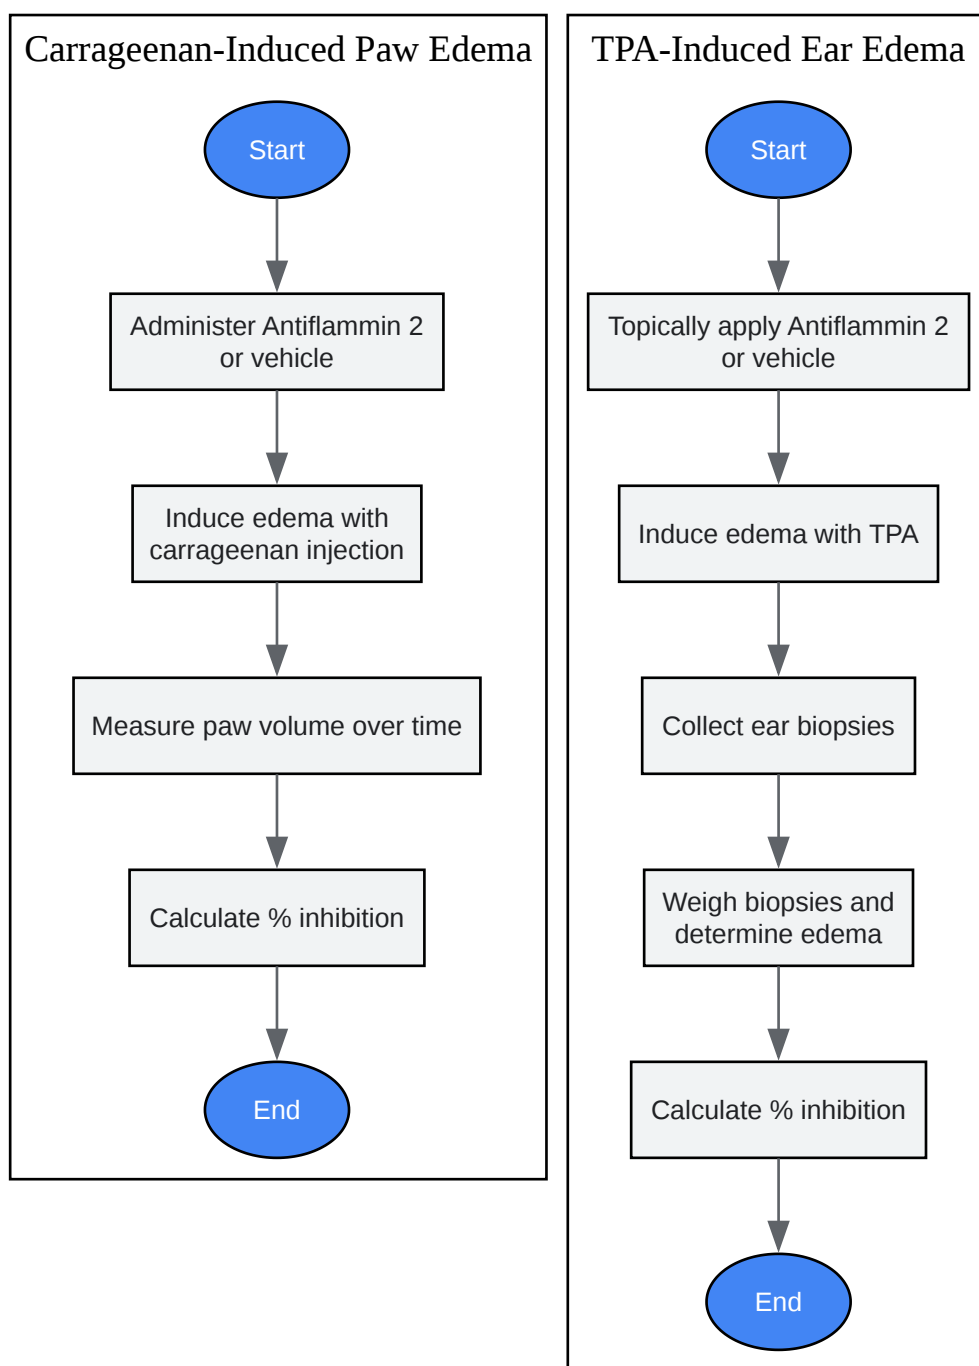 Carrageenan-Induced Paw Edema
Start
Administer Antiflammin 2
or vehicle
Induce edema with
carrageenan injection
Measure paw volume over time
Calculate % inhibition
End
TPA-Induced Ear Edema
Start
Topically apply Antiflammin 2
or vehicle
Induce edema with TPA
Collect ear biopsies
Weigh biopsies and
determine edema
Calculate % inhibition
End